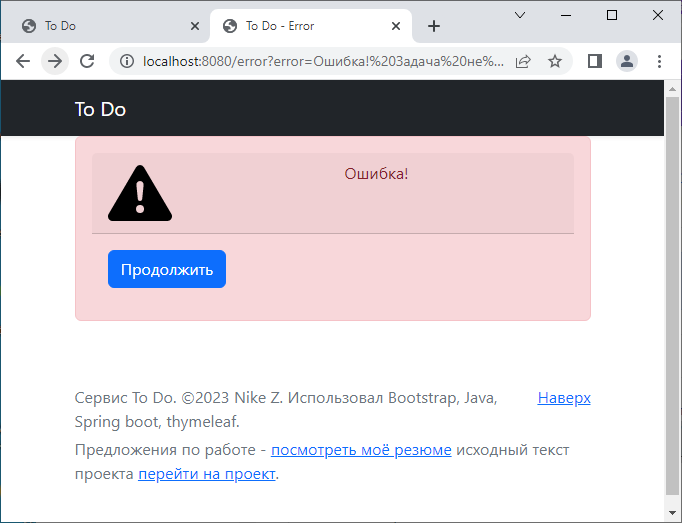 To Do
To Do - Error
localhost:8080/error?error=Ошибка!%20Задача%20не%...
To Do
Ошибка!
Продолжить
Сервис To Do. ©2023 Nike Z. Использовал Bootstrap, Java, Наверх
Spring boot, thymeleaf.
Предложения по работе - посмотреть моё резюме исходный текст
проекта перейти на проект.